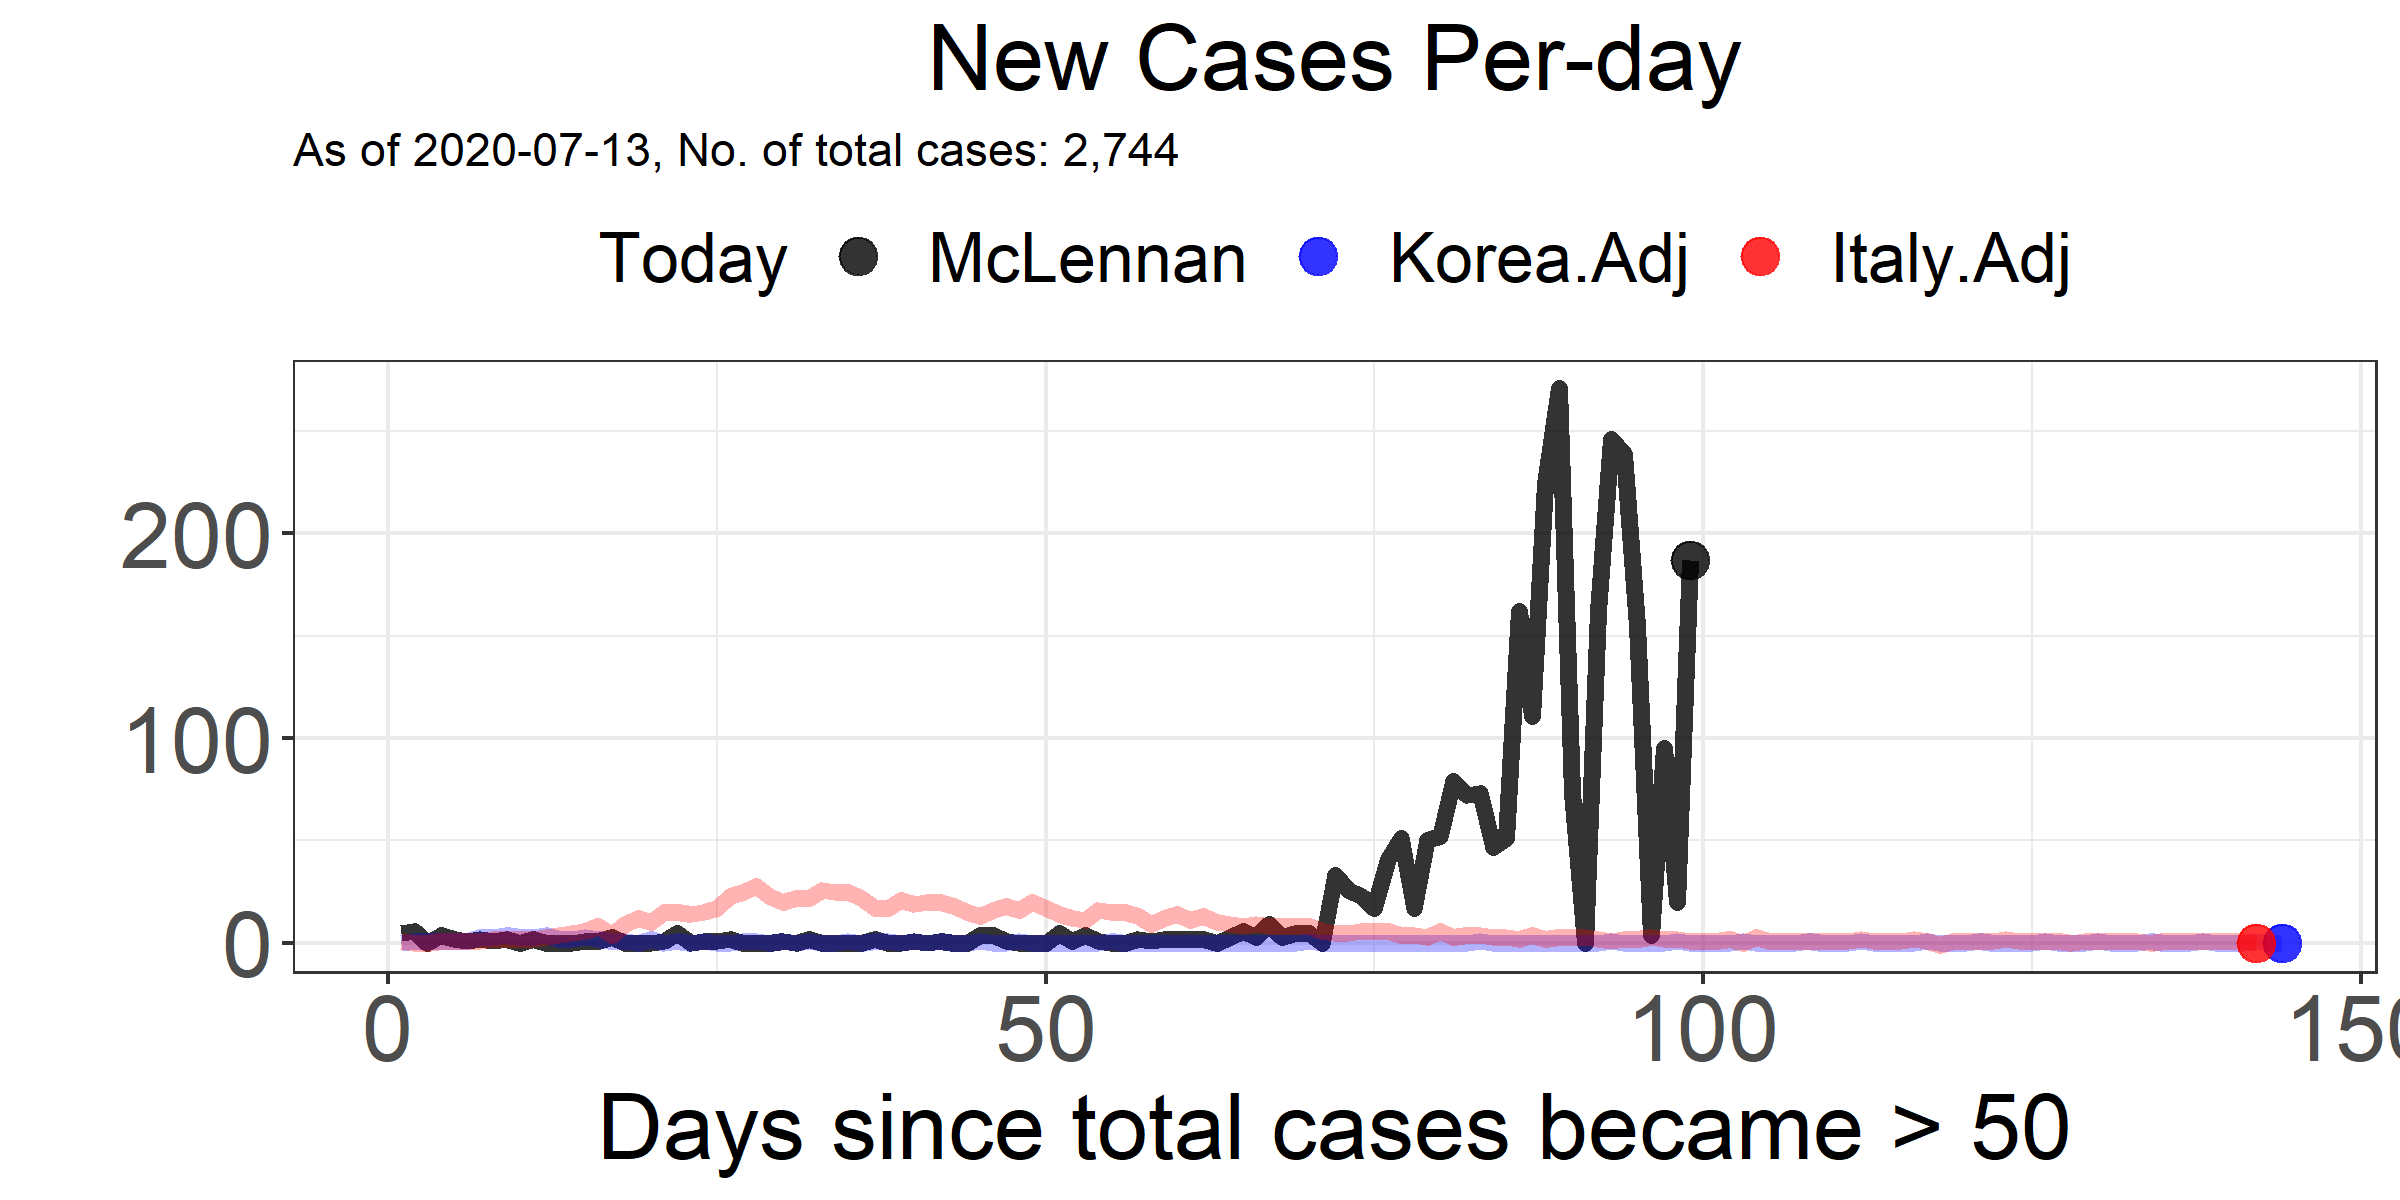 New Cases Per-day
As of 2020-07-13, No. of total cases: 2,744
Today McLennan Korea.Adj Italy.Adj
200
100
0
0 50 100 150
Days since total cases became > 50